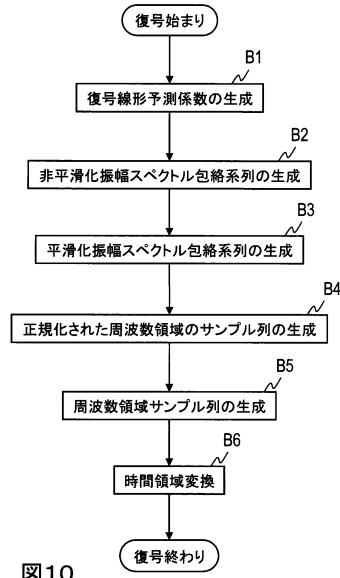 復号始まり
B1
復号線形予測係数の生成
B2
非平滑化振幅スペクトル包絡系列の生成
B3
平滑化振幅スペクトル包絡系列の生成
B4
正規化された周波数領域のサンプル列の生成
B5
周波数領域サンプル列の生成
B6
時間領域変換
復号終わり
図10